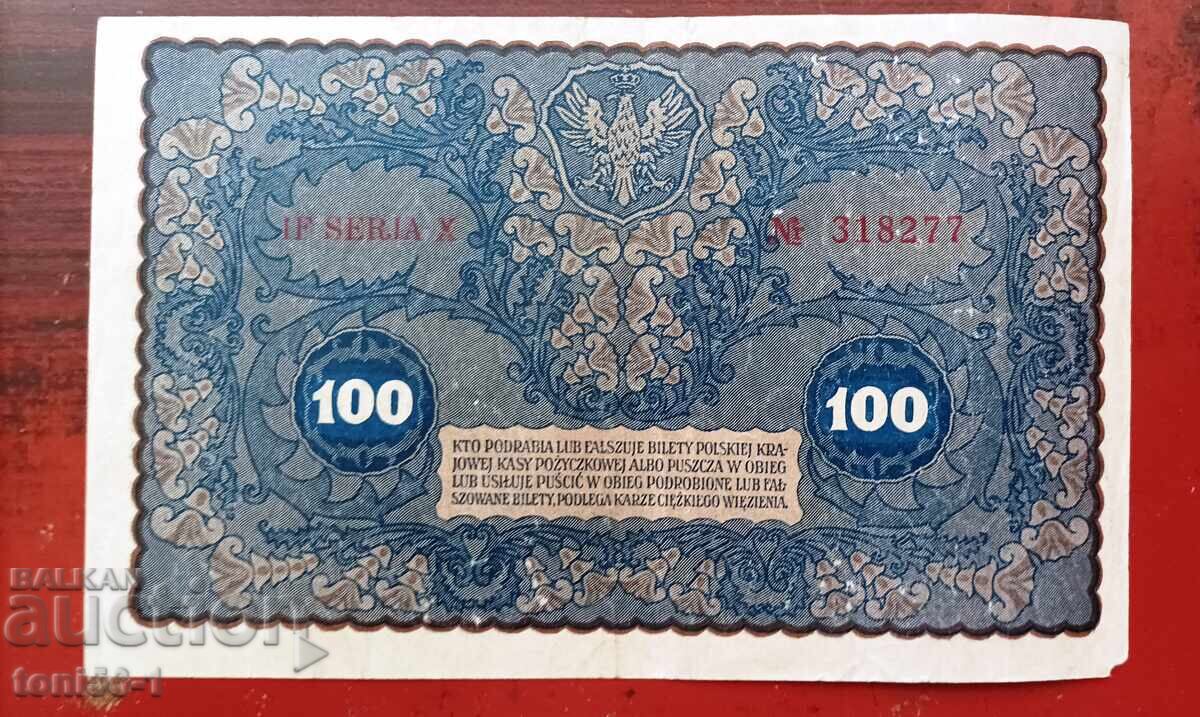 IF SERJA X
№ 318277
100
100
KTO PODRABIA LUB FAŁSZUJE BILETY POLSKIEJ KRA-
JOWEJ KASY POŻYCZKOWEJ ALBO PUSZCZA W OBIEG
LUB USIŁUJE PUŚCIĆ W OBIEG PODROBIONE LUB FAŁ-
SZOWANE BILETY, PODLEGA KARZE CIĘŻKIEGO WIĘZIENIA.
BALKAN
auction
toni58-1